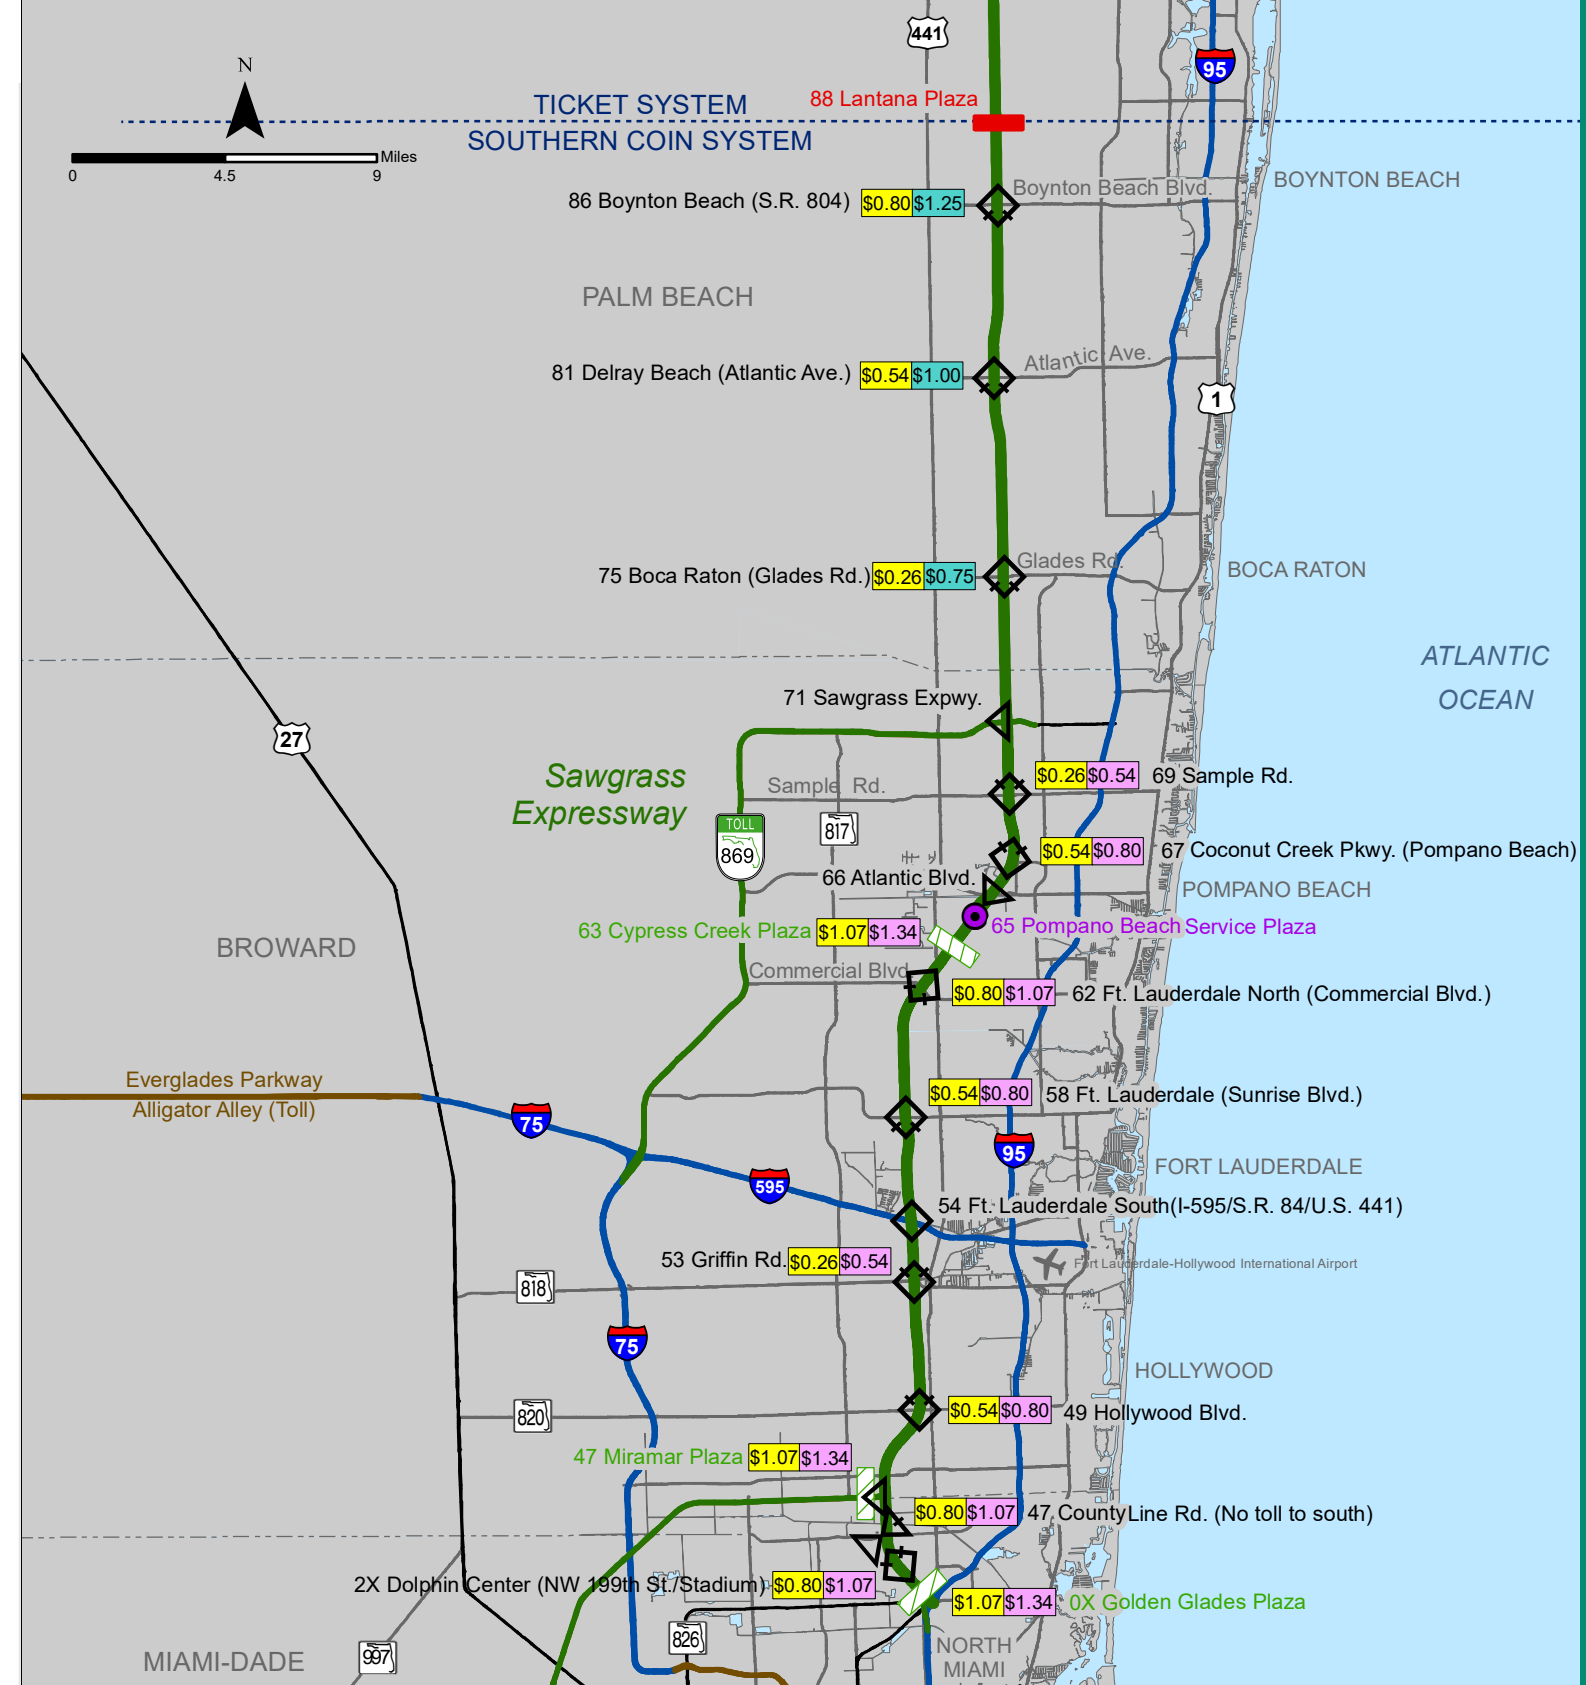 441
95
N
TICKET SYSTEM
88 Lantana Plaza
SOUTHERN COIN SYSTEM
Miles
0 4.5 9
86 Boynton Beach (S.R. 804) $0.80 $1.25
Boynton Beach Blvd.
BOYNTON BEACH
PALM BEACH
81 Delray Beach (Atlantic Ave.) $0.54 $1.00
Atlantic Ave.
1
75 Boca Raton (Glades Rd.) $0.26 $0.75
Glades Rd.
BOCA RATON
ATLANTIC
OCEAN
71 Sawgrass Expwy.
27
Sawgrass
Expressway
Sample Rd.
$0.26 $0.54 69 Sample Rd.
TOLL
869
817
$0.54 $0.80 67 Coconut Creek Pkwy. (Pompano Beach)
66 Atlantic Blvd.
POMPANO BEACH
63 Cypress Creek Plaza $1.07 $1.34
65 Pompano Beach Service Plaza
BROWARD
Commercial Blvd.
$0.80 $1.07 62 Ft. Lauderdale North (Commercial Blvd.)
Everglades Parkway
Alligator Alley (Toll)
75
$0.54 $0.80 58 Ft. Lauderdale (Sunrise Blvd.)
95
FORT LAUDERDALE
595
54 Ft. Lauderdale South(I-595/S.R. 84/U.S. 441)
53 Griffin Rd. $0.26 $0.54
Fort Lauderdale-Hollywood International Airport
818
75
HOLLYWOOD
820
$0.54 $0.80 49 Hollywood Blvd.
47 Miramar Plaza $1.07 $1.34
$0.80 $1.07 47 County Line Rd. (No toll to south)
2X Dolphin Center (NW 199th St./Stadium) $0.80 $1.07
$1.07 $1.34 0X Golden Glades Plaza
826
NORTH
MIAMI
MIAMI-DADE
997